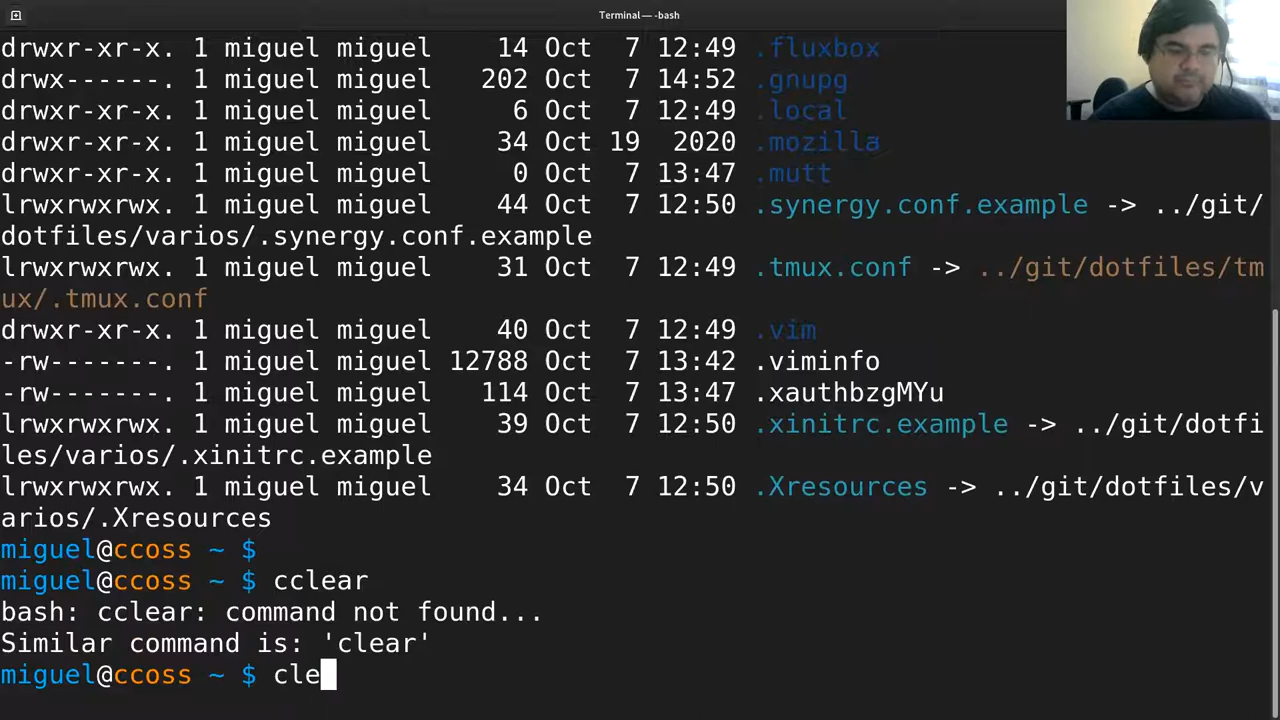 Terminal — -bash
drwxr-xr-x. 1 miguel miguel    14 Oct  7 12:49 .fluxbox
drwx------. 1 miguel miguel   202 Oct  7 14:52 .gnupg
drwxr-xr-x. 1 miguel miguel     6 Oct  7 12:49 .local
drwxr-xr-x. 1 miguel miguel    34 Oct 19  2020 .mozilla
drwxr-xr-x. 1 miguel miguel     0 Oct  7 13:47 .mutt
lrwxrwxrwx. 1 miguel miguel    44 Oct  7 12:50 .synergy.conf.example -> ../git/
dotfiles/varios/.synergy.conf.example
lrwxrwxrwx. 1 miguel miguel    31 Oct  7 12:49 .tmux.conf -> ../git/dotfiles/tm
ux/.tmux.conf
drwxr-xr-x. 1 miguel miguel    40 Oct  7 12:49 .vim
-rw-------. 1 miguel miguel 12788 Oct  7 13:42 .viminfo
-rw-------. 1 miguel miguel   114 Oct  7 13:47 .xauthbzgMYu
lrwxrwxrwx. 1 miguel miguel    39 Oct  7 12:50 .xinitrc.example -> ../git/dotfi
les/varios/.xinitrc.example
lrwxrwxrwx. 1 miguel miguel    34 Oct  7 12:50 .Xresources -> ../git/dotfiles/v
arios/.Xresources
miguel@ccoss ~ $
miguel@ccoss ~ $ cclear
bash: cclear: command not found...
Similar command is: 'clear'
miguel@ccoss ~ $ cle